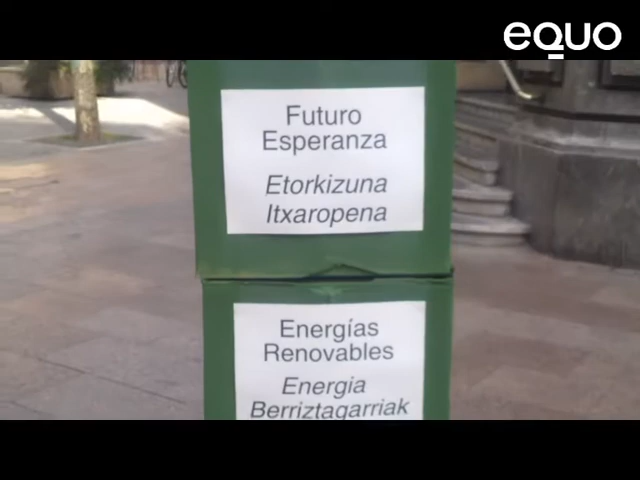 equo
Futuro
Esperanza
Etorkizuna
Itxaropena
Energías
Renovables
Energia
Berriztagarriak